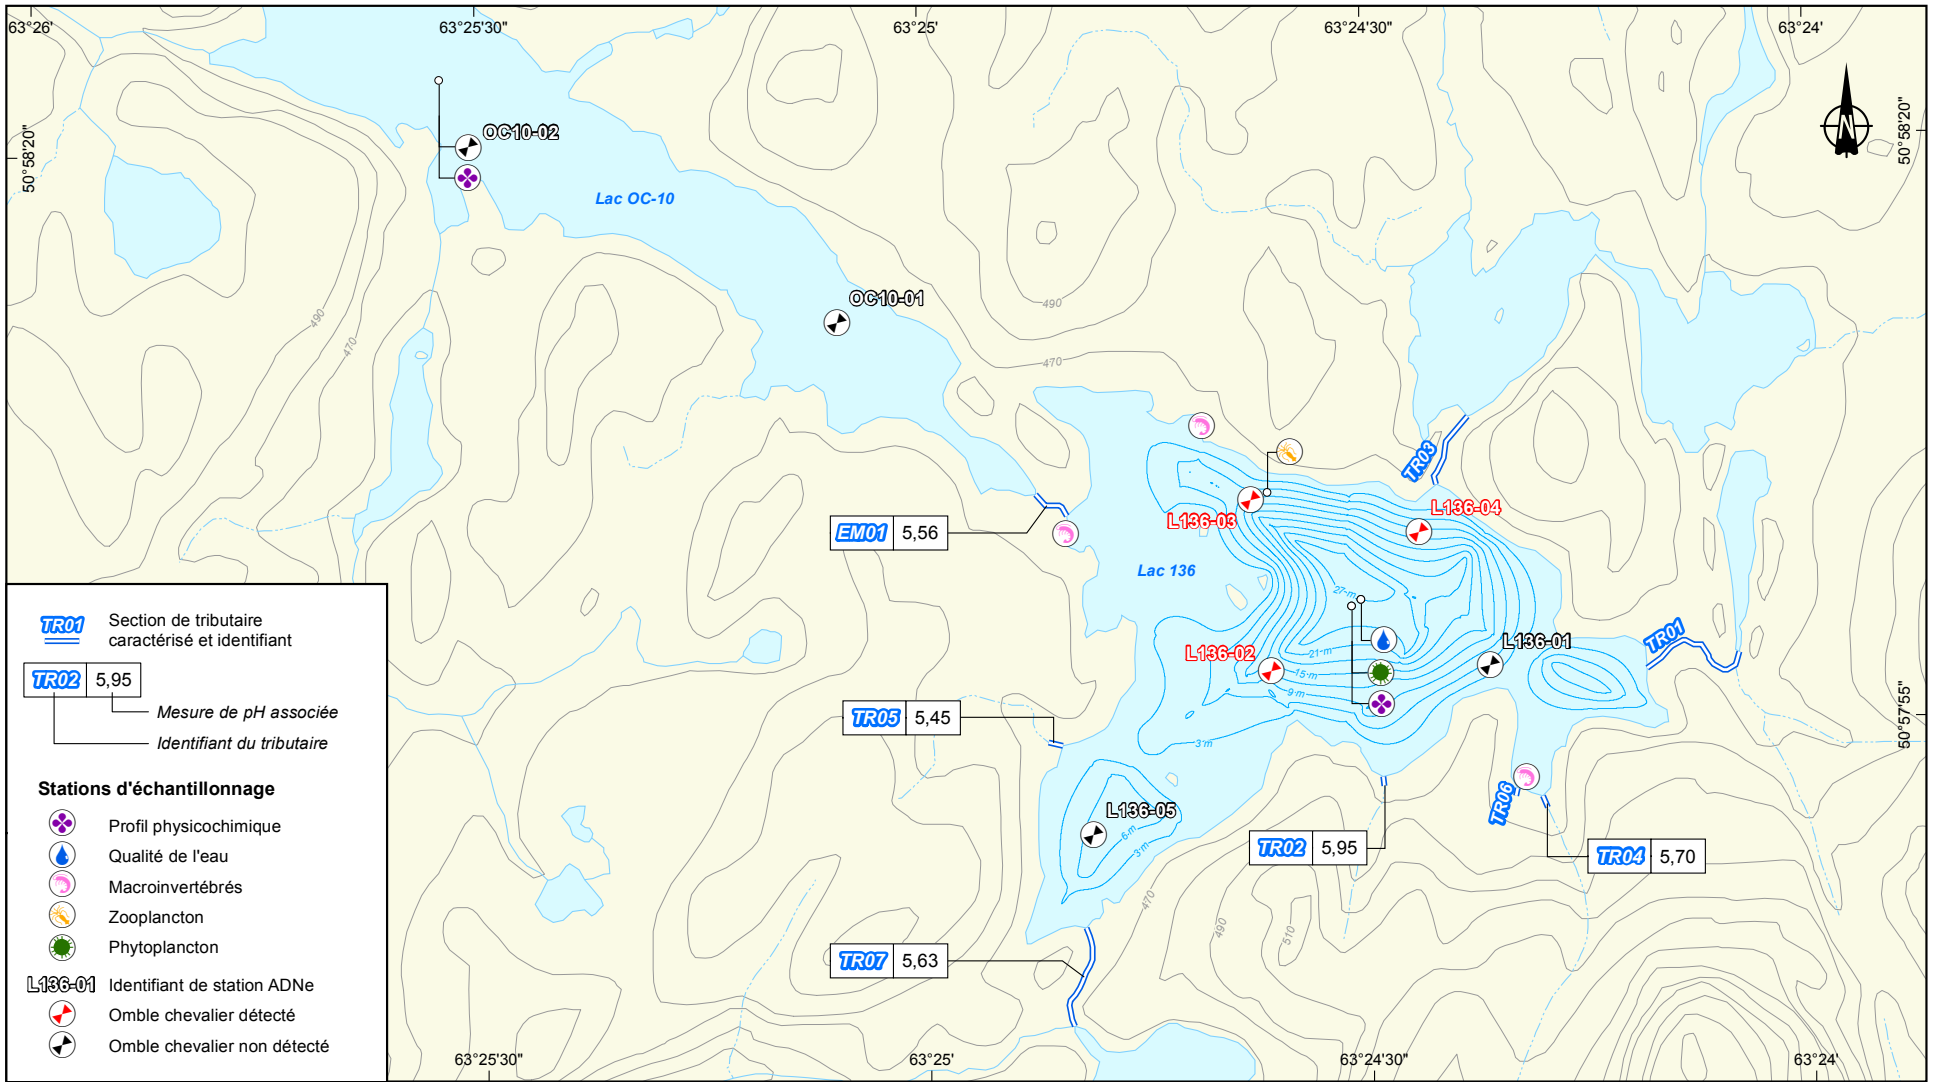 63°26'
63°25'30"
63°25'
63°24'30"
63°24'
50°58'20"
50°58'20"
N
OC10-02
Lac OC-10
OC10-01
490
470
490
470
TR03
L136-03
L136-04
EM01 5,56
Lac 136
27 m
21 m
15 m
9 m
3 m
L136-02
L136-01
TR01
50°57'55"
TR05 5,45
L136-05
6 m
3 m
TR06
TR02 5,95
TR04 5,70
470
490
510
TR07 5,63
TR01 Section de tributaire
caractérisé et identifiant
TR02 5,95
Mesure de pH associée
Identifiant du tributaire
Stations d'échantillonnage
Profil physicochimique
Qualité de l'eau
Macroinvertébrés
Zooplancton
Phytoplancton
L136-01 Identifiant de station ADNe
Omble chevalier détecté
Omble chevalier non détecté
63°25'30"
63°25'
63°24'30"
63°24'